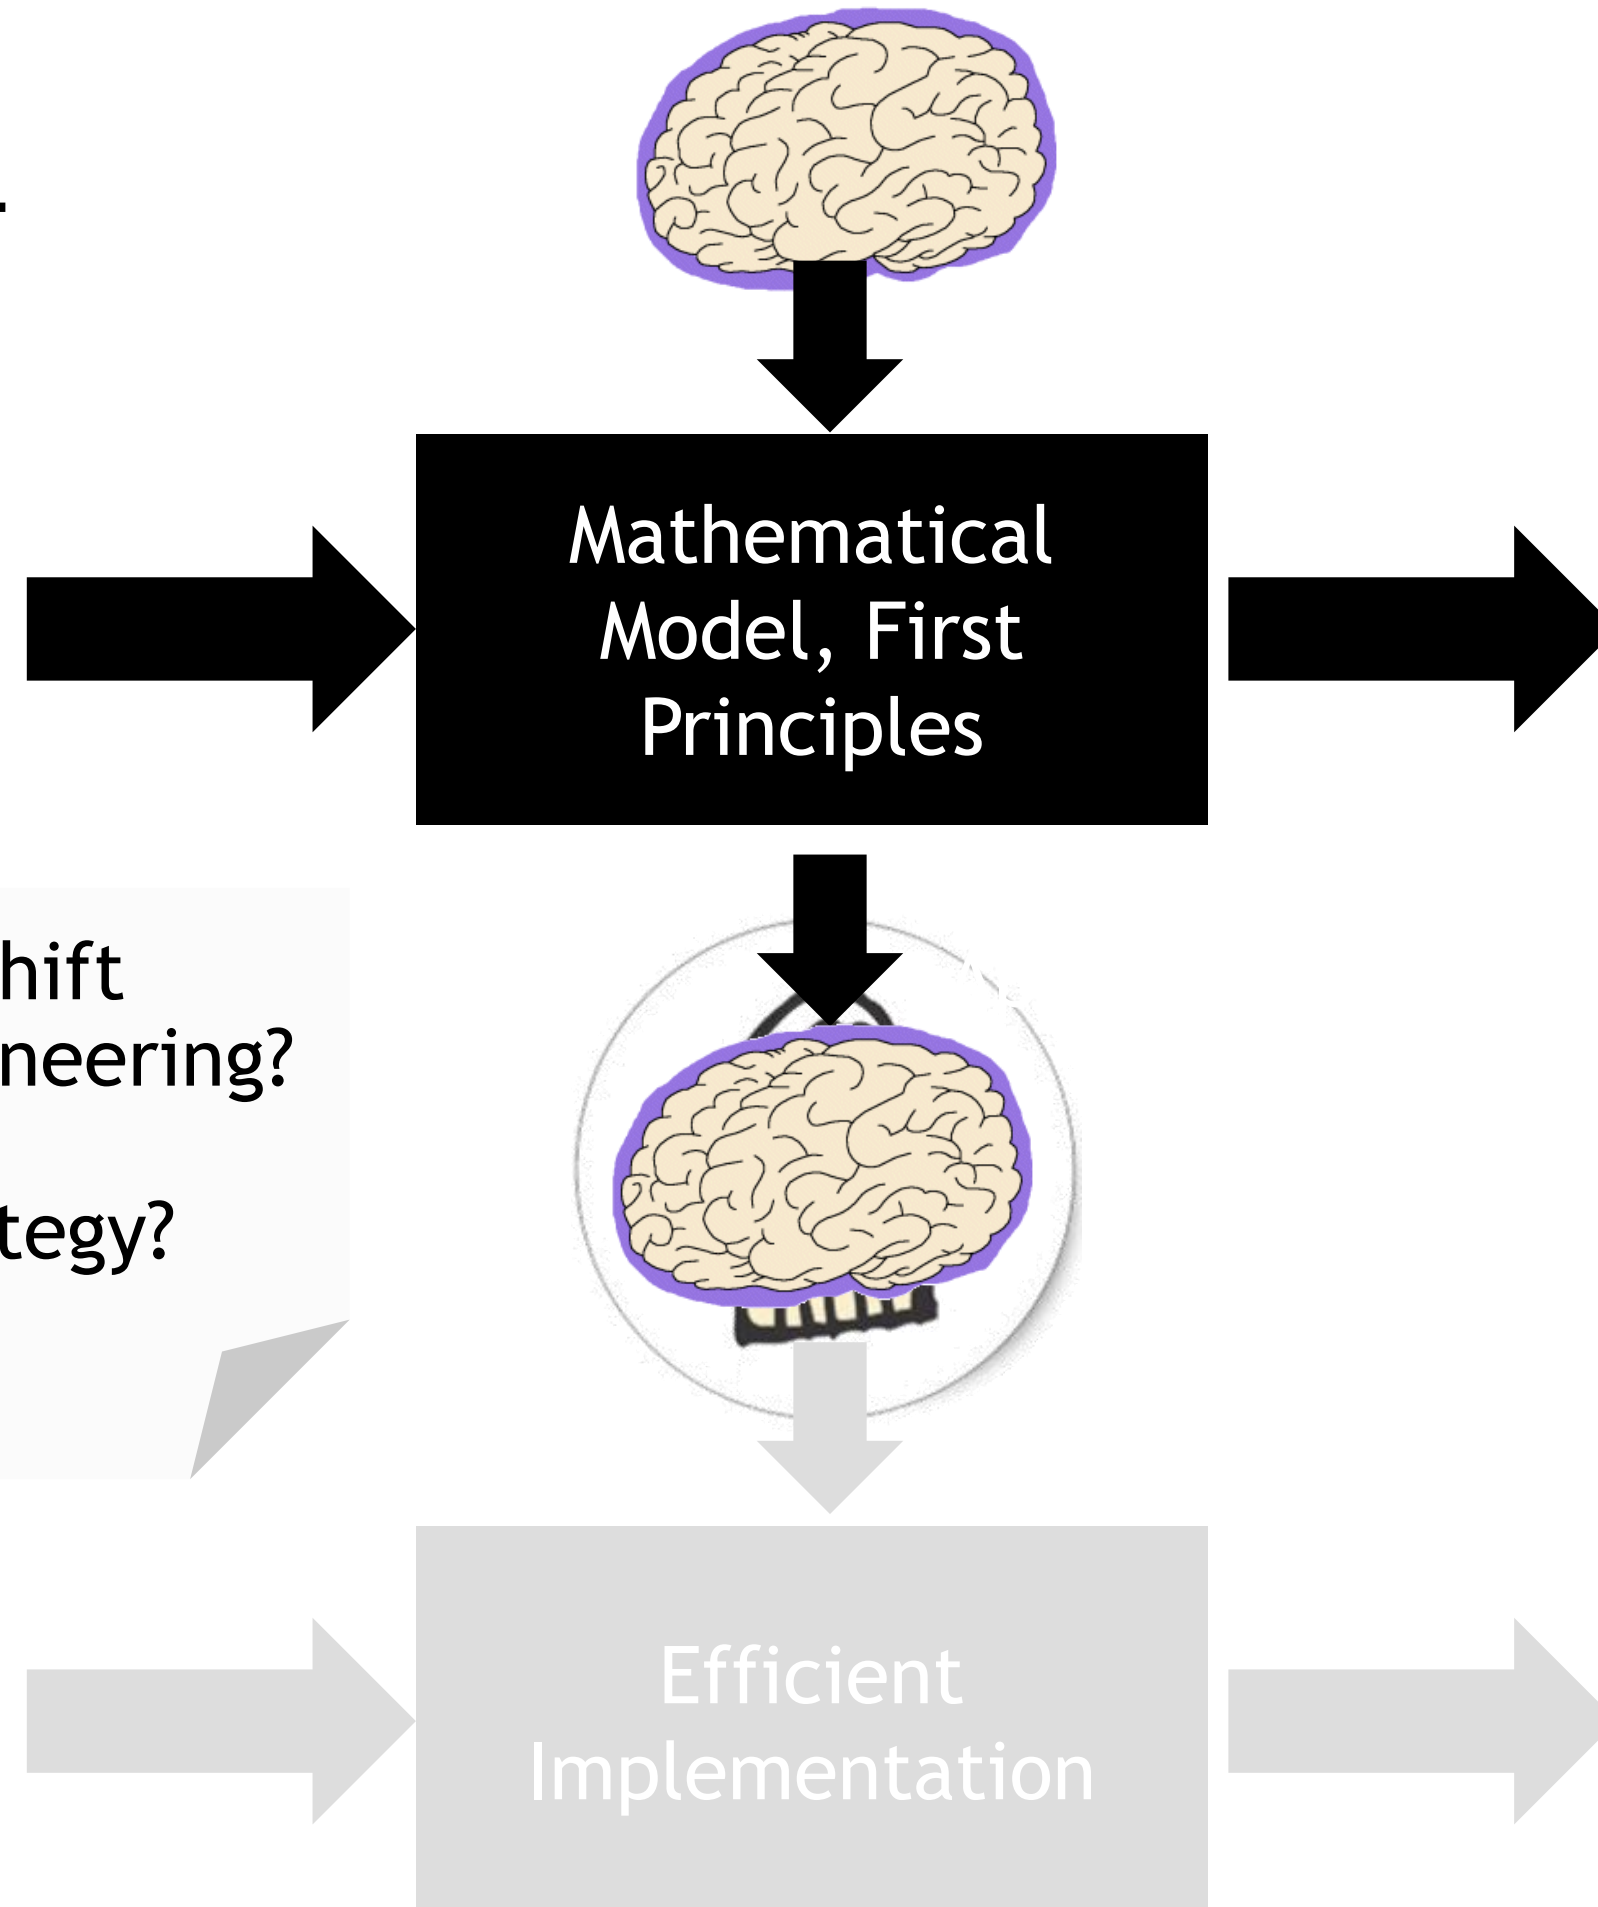 Mathematical
Model, First
Principles
hift
neering?
tegy?
Efficient
Implementation